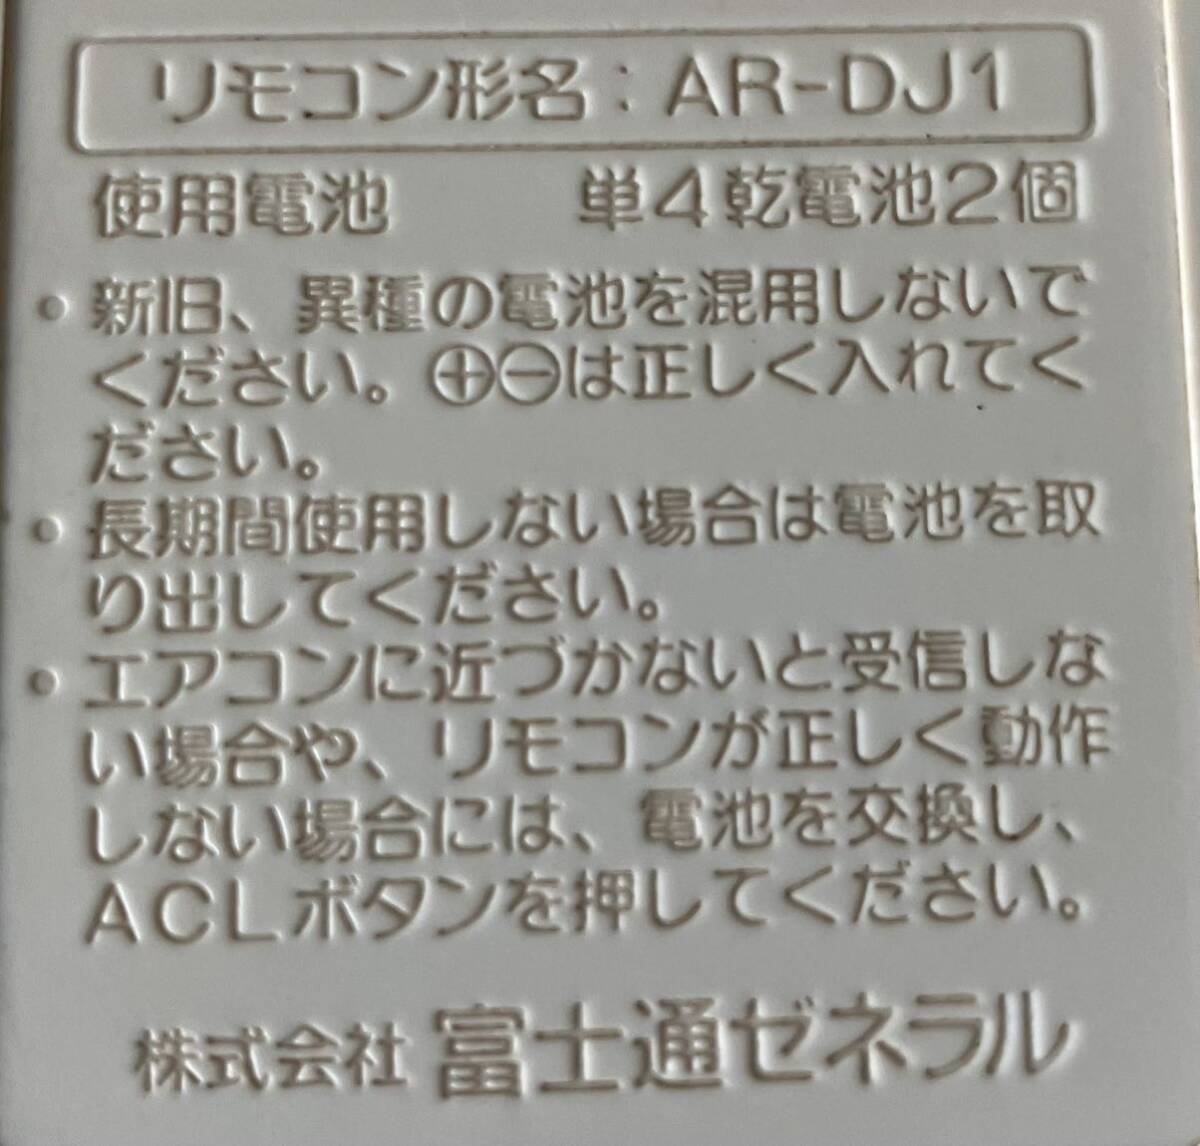 リモコン形名：AR-DJ1
使用電池　単4乾電池2個
・新旧、異種の電池を混用しないで
ください。⊕⊖は正しく入れてく
ださい。
・長期間使用しない場合は電池を取
り出してください。
・エアコンに近づかないと受信しな
い場合や、リモコンが正しく動作
しない場合には、電池を交換し、
ACLボタンを押してください。
株式会社 富士通ゼネラル